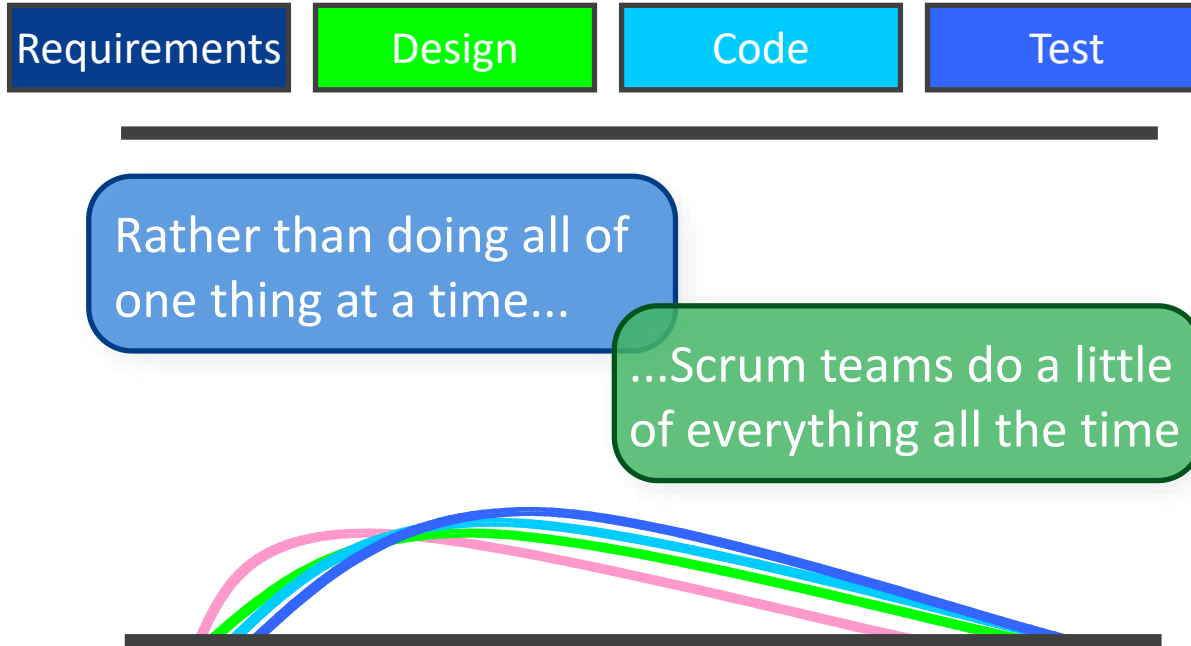 Requirements Design Code Test
Rather than doing all of
one thing at a time...
...Scrum teams do a little
of everything all the time